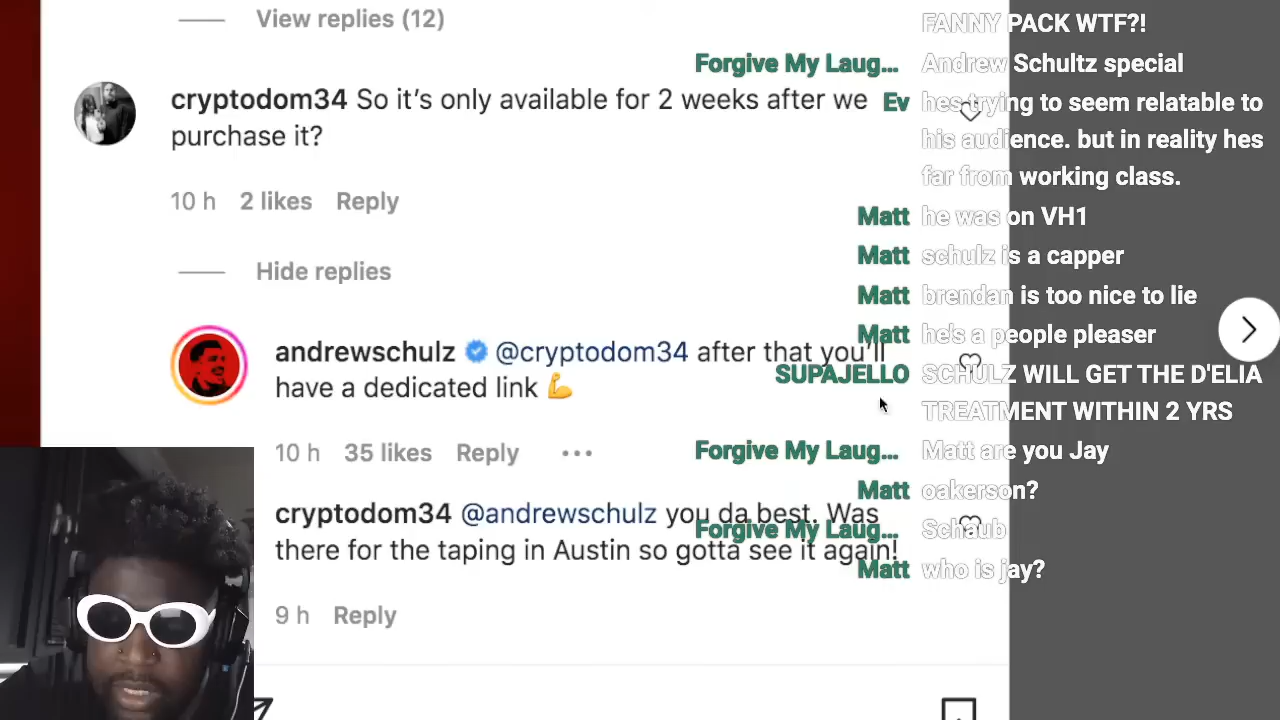 View replies (12)
cryptodom34 So it's only available for 2 weeks after we
purchase it?
10 h 2 likes Reply
Hide replies
andrewschulz @cryptodom34 after that you'll
have a dedicated link 💪
10 h 35 likes Reply •••
cryptodom34 @andrewschulz you da best. Was
there for the taping in Austin so gotta see it again!
9 h Reply
FANNY PACK WTF?!
Forgive My Laug... Andrew Schultz special
Ev hes trying to seem relatable to
his audience. but in reality hes
far from working class.
Matt he was on VH1
Matt schulz is a capper
Matt brendan is too nice to lie
Matt he's a people pleaser
SUPAJELLO SCHULZ WILL GET THE D'ELIA
TREATMENT WITHIN 2 YRS
Forgive My Laug... Matt are you Jay
Matt oakerson?
Forgive My Laug... Schaub
Matt who is jay?